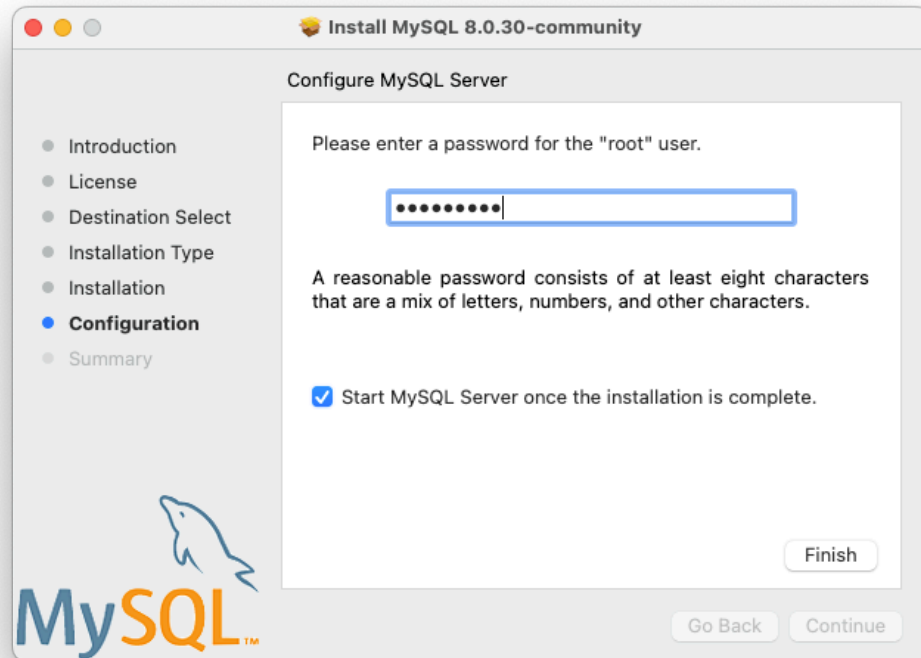 Install MySQL 8.0.30-community
Configure MySQL Server
Introduction
License
Destination Select
Installation Type
Installation
Configuration
Summary
Please enter a password for the "root" user.
•••••••••
A reasonable password consists of at least eight characters
that are a mix of letters, numbers, and other characters.
Start MySQL Server once the installation is complete.
Finish
MySQL™
Go Back
Continue